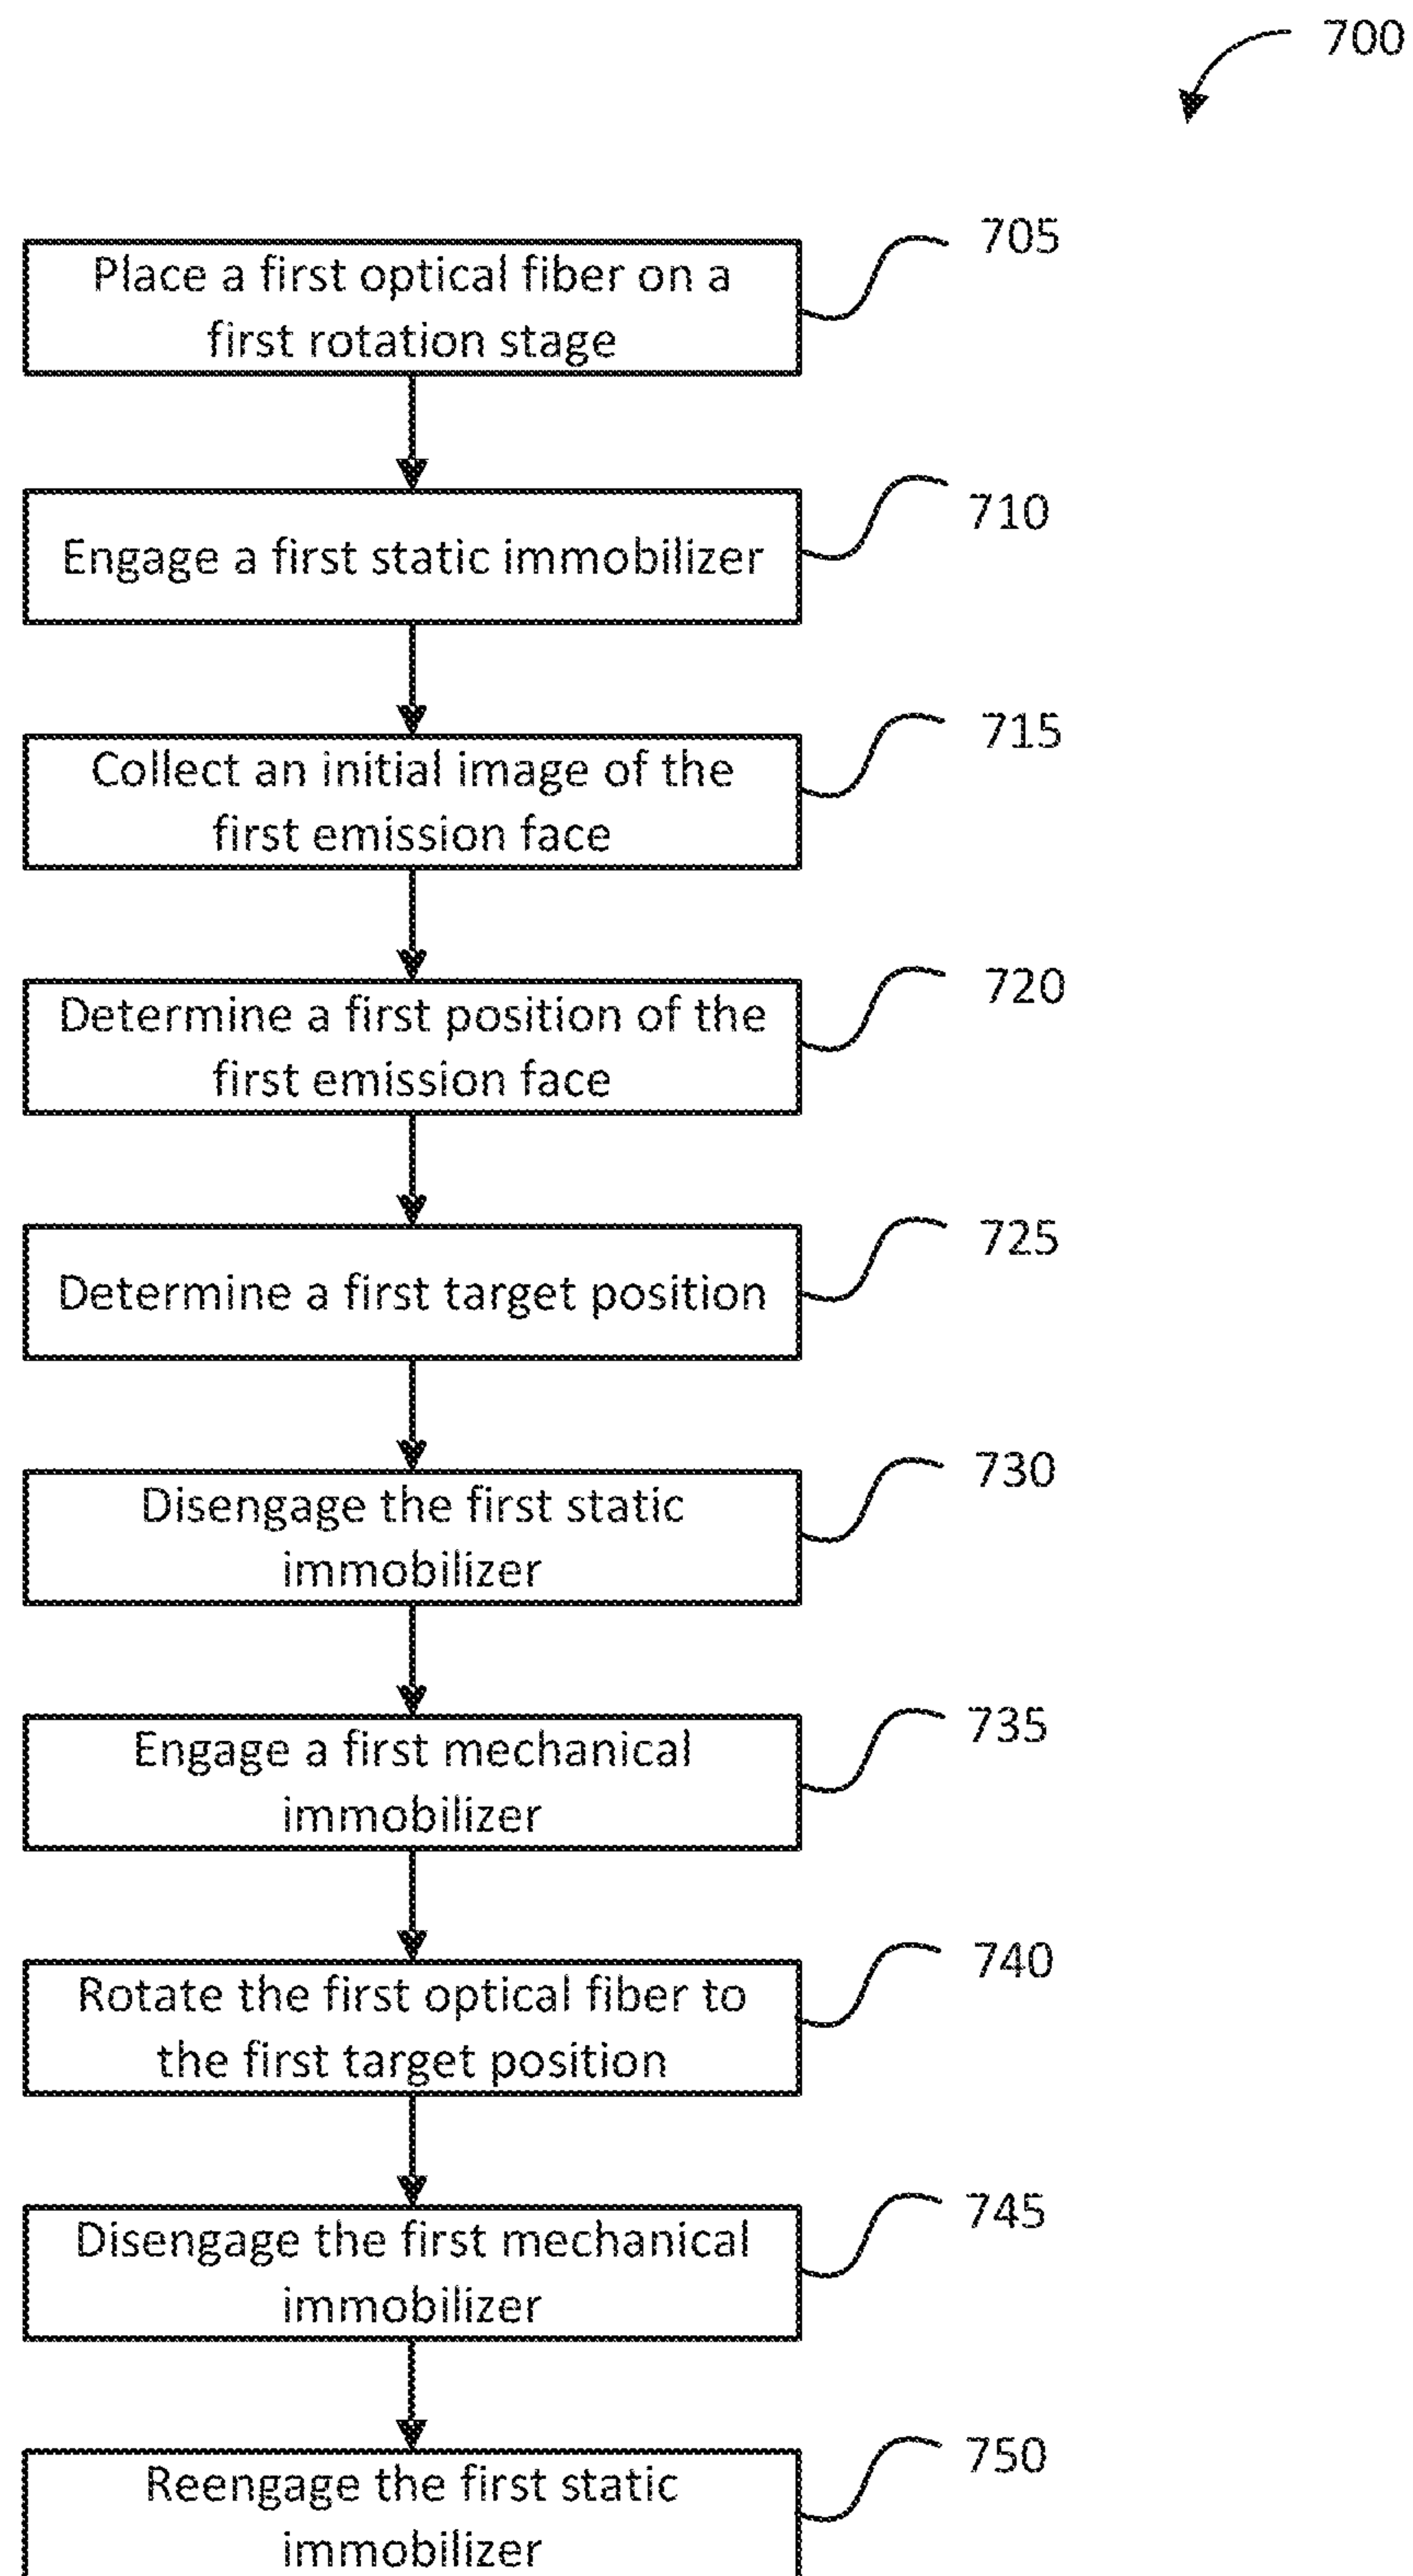 700
Place a first optical fiber on a
first rotation stage
705
Engage a first static immobilizer
710
Collect an initial image of the
first emission face
715
Determine a first position of the
first emission face
720
Determine a first target position
725
Disengage the first static
immobilizer
730
Engage a first mechanical
immobilizer
735
Rotate the first optical fiber to
the first target position
740
Disengage the first mechanical
immobilizer
745
Reengage the first static
immobilizer
750